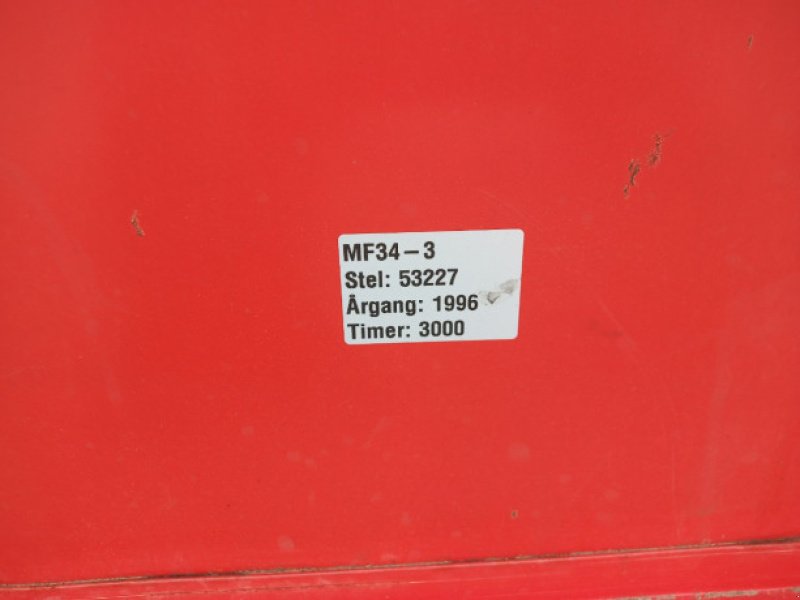 MF34–3
Stel: 53227
Årgang: 1996
Timer: 3000